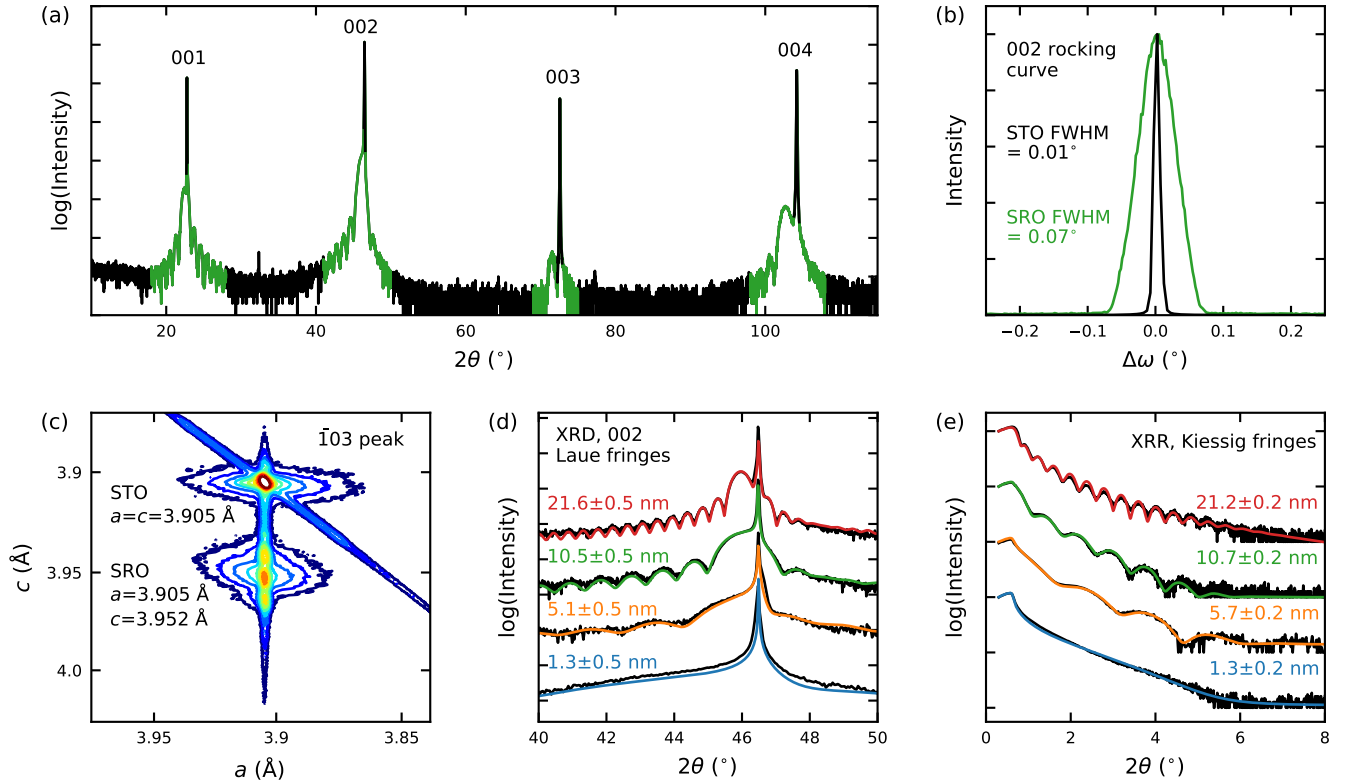 (a)
001
002
003
004
log(Intensity)
20
40
60
80
100
2θ (°)
(b)
002 rocking
curve
STO FWHM
= 0.01°
SRO FWHM
= 0.07°
Intensity
−0.2
−0.1
0.0
0.1
0.2
Δω (°)
(c)
1̄03 peak
STO
a=c=3.905 Å
SRO
a=3.905 Å
c=3.952 Å
3.9
3.95
4.0
c (Å)
3.95
3.9
3.85
a (Å)
(d)
XRD, 002
Laue fringes
21.6±0.5 nm
10.5±0.5 nm
5.1±0.5 nm
1.3±0.5 nm
log(Intensity)
40
41
42
43
44
45
46
47
48
49
50
2θ (°)
(e)
XRR, Kiessig fringes
21.2±0.2 nm
10.7±0.2 nm
5.7±0.2 nm
1.3±0.2 nm
log(Intensity)
0
2
4
6
8
2θ (°)